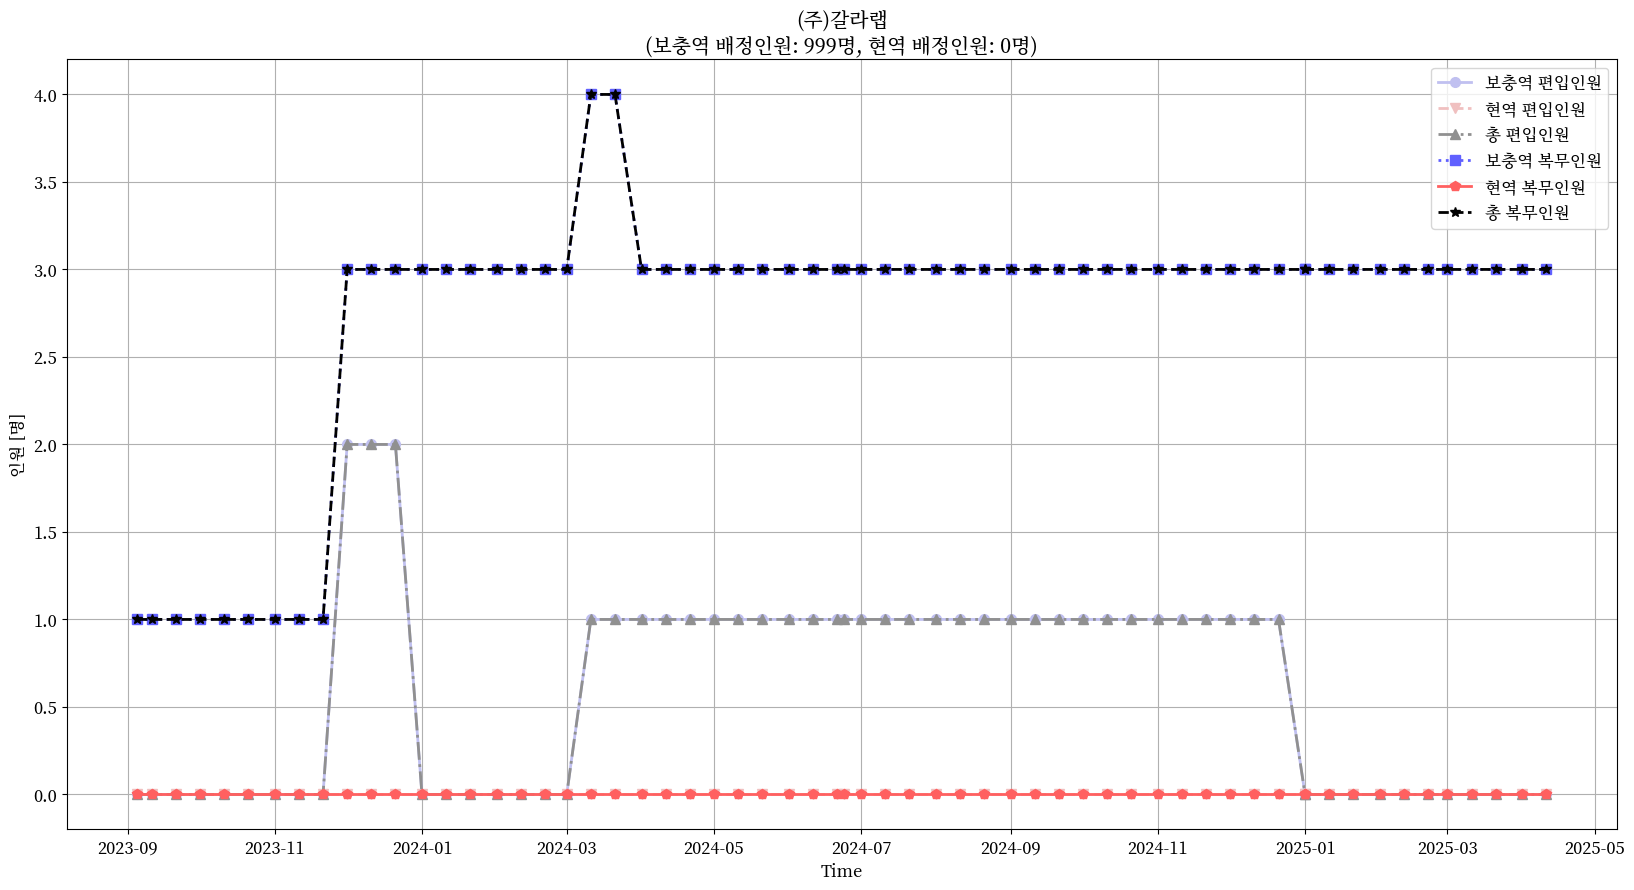 (주)갈라랩
(보충역 배정인원: 999명, 현역 배정인원: 0명)
보충역 편입인원
현역 편입인원
총 편입인원
보충역 복무인원
현역 복무인원
총 복무인원
인원 [명]
4.0
3.5
3.0
2.5
2.0
1.5
1.0
0.5
0.0
2023-09 2023-11 2024-01 2024-03 2024-05 2024-07 2024-09 2024-11 2025-01 2025-03 2025-05
Time